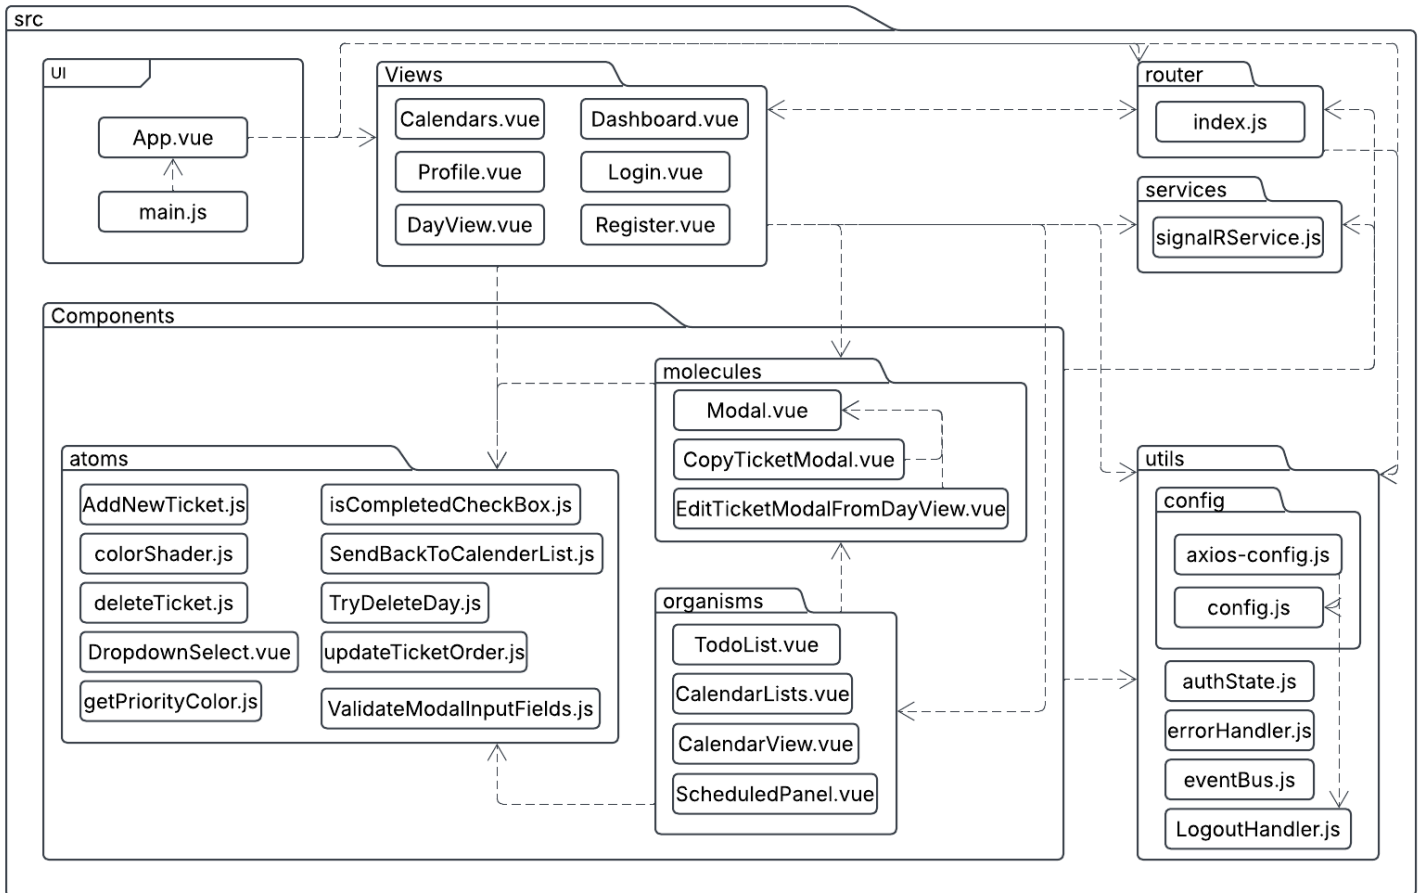 src
UI
App.vue
main.js
Views
Calendars.vue
Dashboard.vue
Profile.vue
Login.vue
DayView.vue
Register.vue
router
index.js
services
signalRService.js
Components
molecules
Modal.vue
CopyTicketModal.vue
EditTicketModalFromDayView.vue
atoms
AddNewTicket.js
isCompletedCheckBox.js
colorShader.js
SendBackToCalenderList.js
deleteTicket.js
TryDeleteDay.js
DropdownSelect.vue
updateTicketOrder.js
getPriorityColor.js
ValidateModalInputFields.js
organisms
TodoList.vue
CalendarLists.vue
CalendarView.vue
ScheduledPanel.vue
utils
config
axios-config.js
config.js
authState.js
errorHandler.js
eventBus.js
LogoutHandler.js